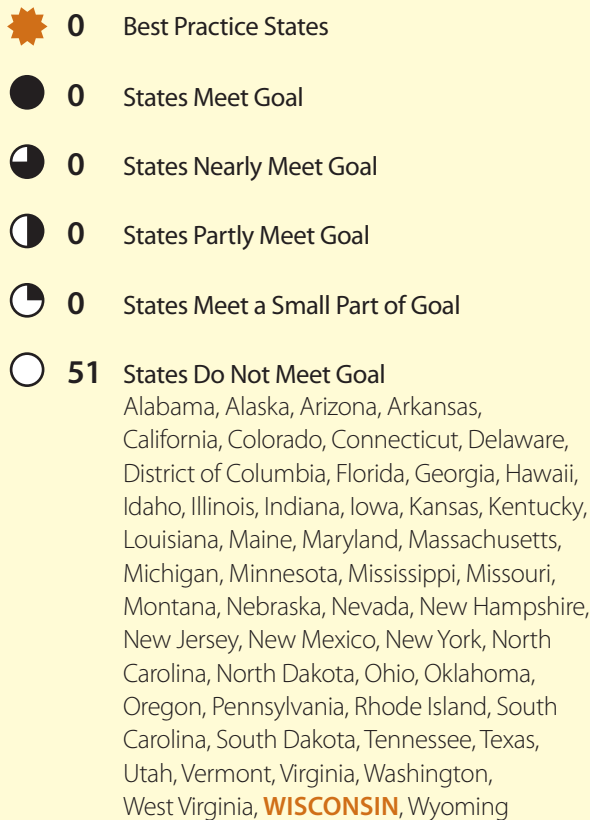 0 Best Practice States
0 States Meet Goal
0 States Nearly Meet Goal
0 States Partly Meet Goal
0 States Meet a Small Part of Goal
51 States Do Not Meet Goal
Alabama, Alaska, Arizona, Arkansas,
California, Colorado, Connecticut, Delaware,
District of Columbia, Florida, Georgia, Hawaii,
Idaho, Illinois, Indiana, Iowa, Kansas, Kentucky,
Louisiana, Maine, Maryland, Massachusetts,
Michigan, Minnesota, Mississippi, Missouri,
Montana, Nebraska, Nevada, New Hampshire,
New Jersey, New Mexico, New York, North
Carolina, North Dakota, Ohio, Oklahoma,
Oregon, Pennsylvania, Rhode Island, South
Carolina, South Dakota, Tennessee, Texas,
Utah, Vermont, Virginia, Washington,
West Virginia, WISCONSIN, Wyoming